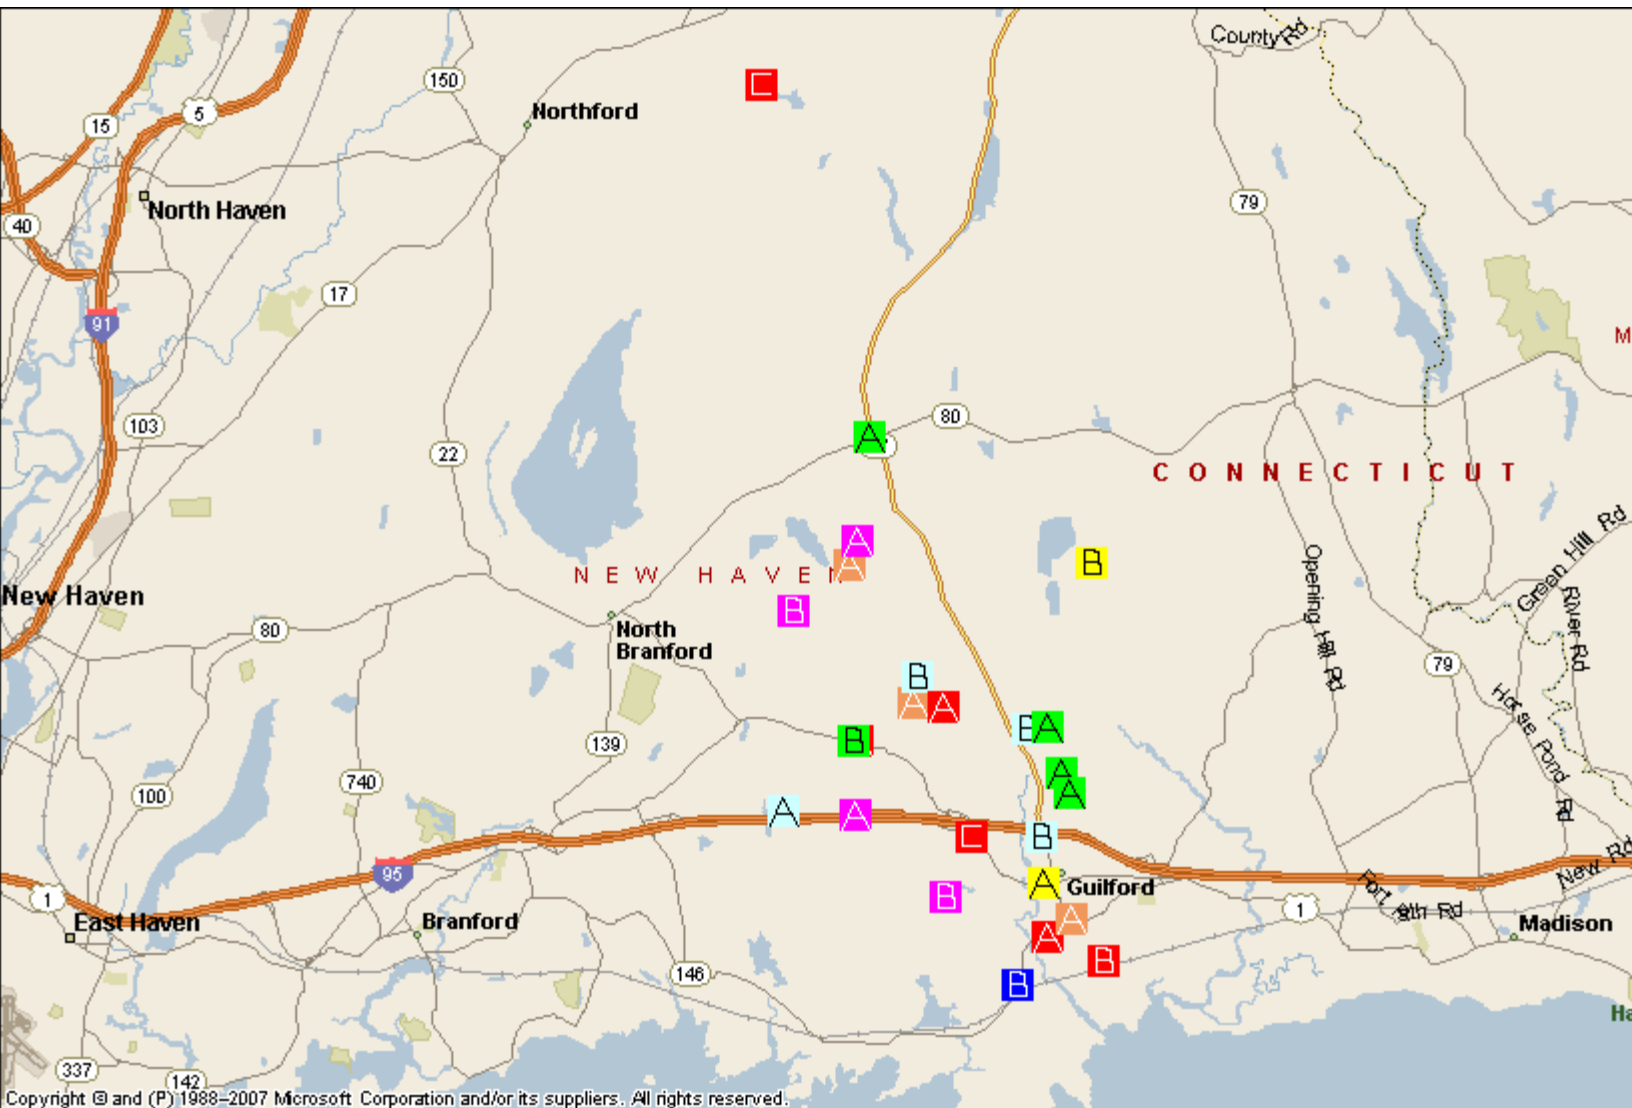 County Rd
C
150
Northford
5
15
North Haven
79
40
17
M
91
103
80
A
22
CONNECTICUT
A
B
Green Hill Rd
A
NEW HAVEN
New Haven
B
Opening Hill Rd
River Rd
80
North
Branford
79
B
A
A
Horse Pond Rd
B
A
B
139
A
740
100
A
A
A
C
B
New Rd
95
A
Guilford
B
1
1
A
East Haven
Branford
A
Madison
B
146
B
Ha
337
142
Copyright © and (P) 1988–2007 Microsoft Corporation and/or its suppliers. All rights reserved.